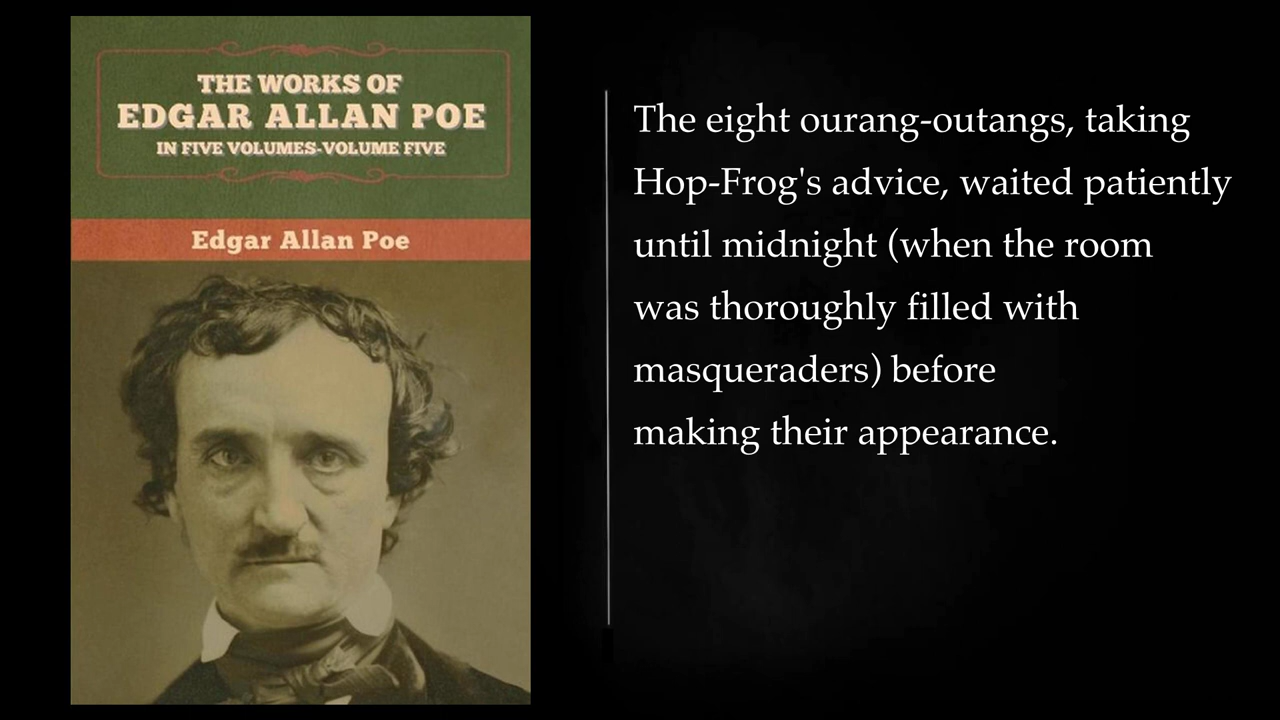 THE WORKS OF
EDGAR ALLAN POE
IN FIVE VOLUMES-VOLUME FIVE
Edgar Allan Poe
The eight ourang-outangs, taking
Hop-Frog's advice, waited patiently
until midnight (when the room
was thoroughly filled with
masqueraders) before
making their appearance.